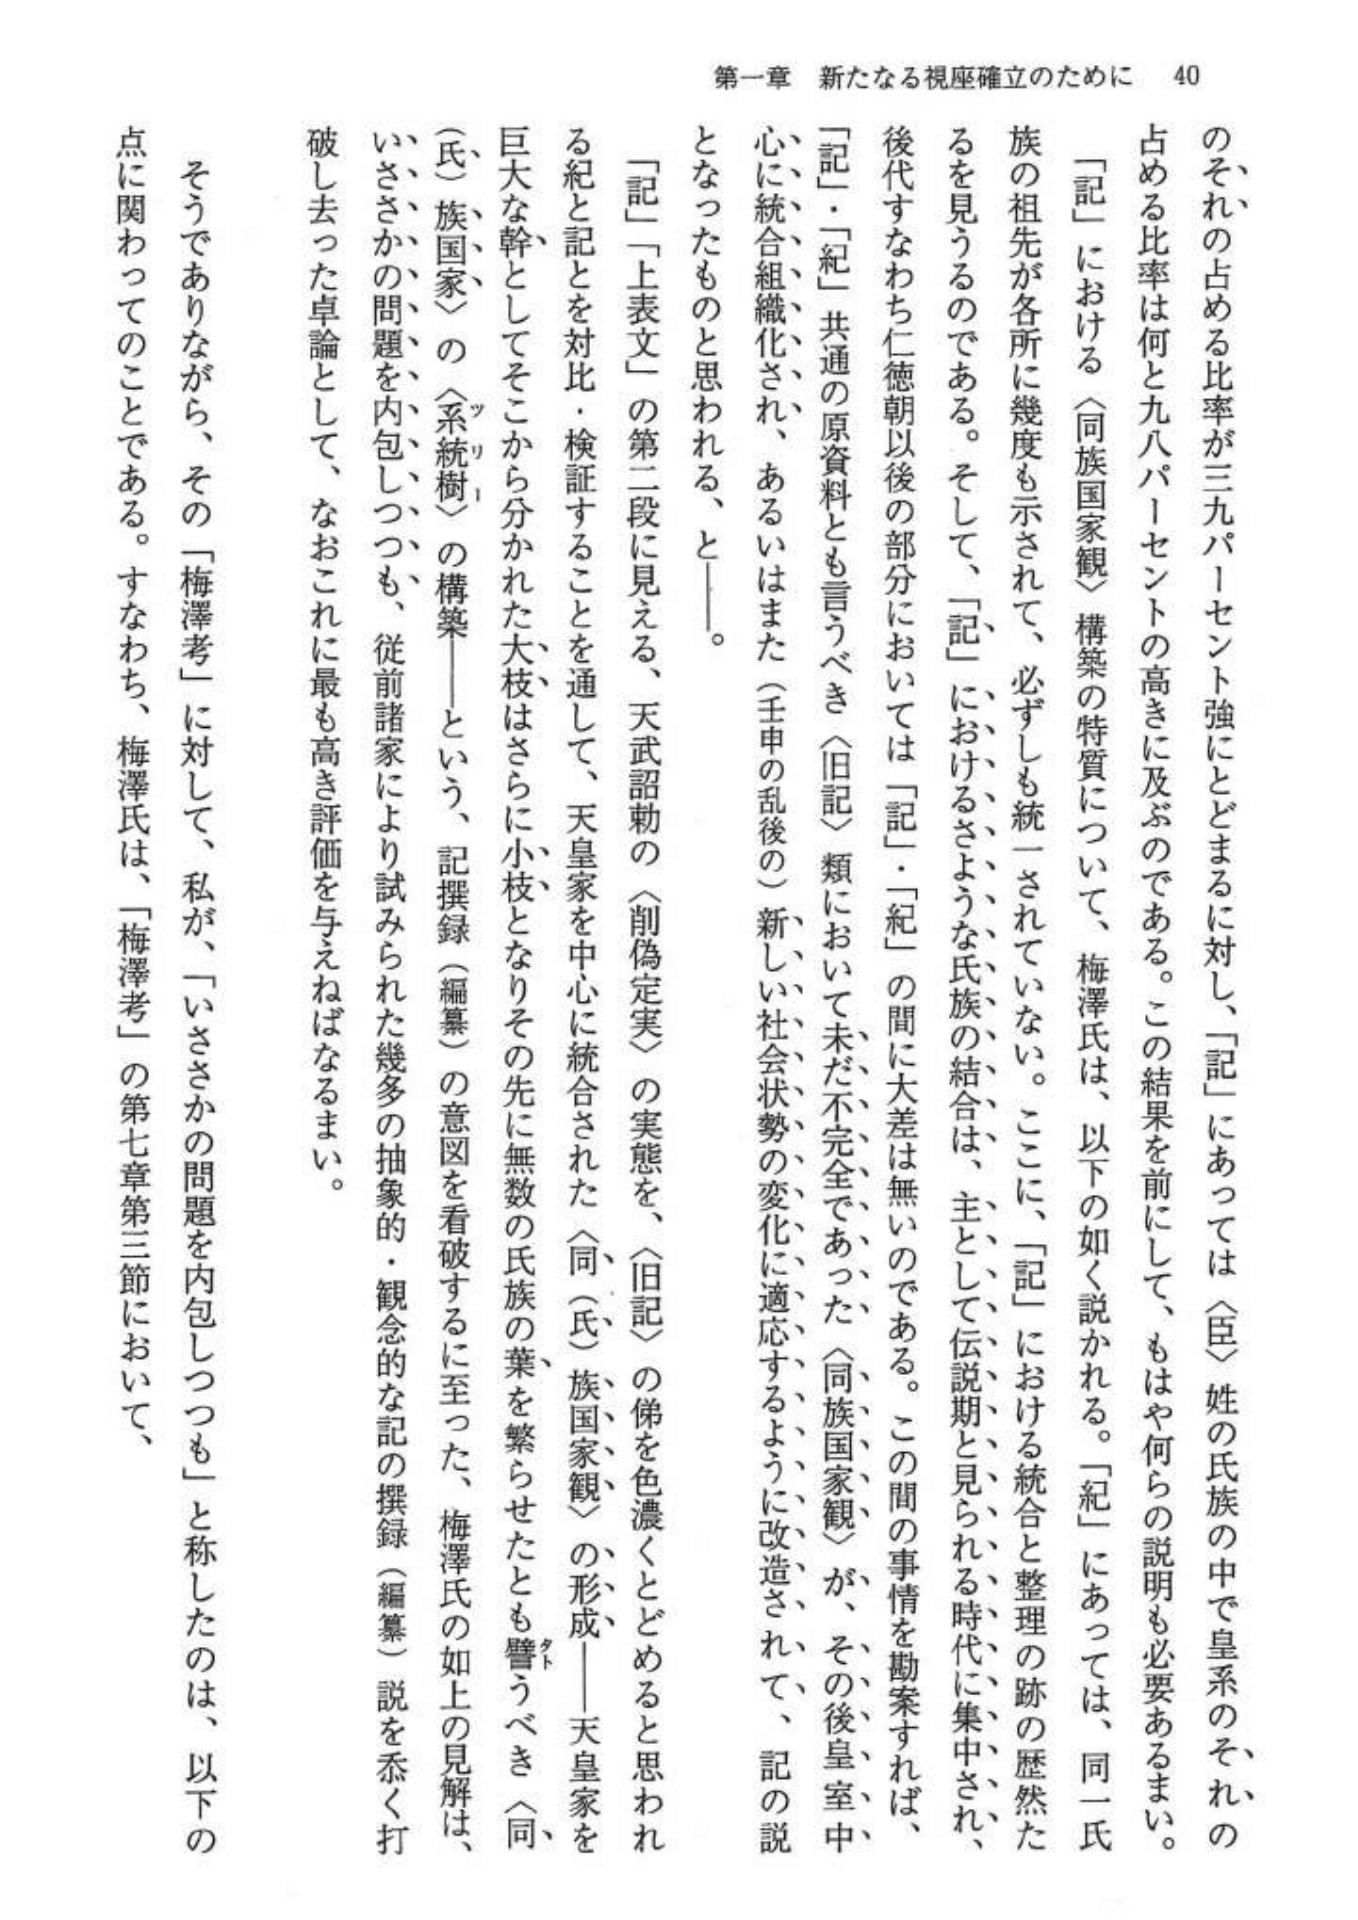 第一章　新たなる視座確立のために　40
のそれの占める比率が三九パーセント強にとどまるに対し、「記」にあっては〈臣〉姓の氏族の中で皇系のそれの
占める比率は何と九八パーセントの高きに及ぶのである。この結果を前にして、もはや何らの説明も必要あるまい。
「記」における〈同族国家観〉構築の特質について、梅澤氏は、以下の如く説かれる。「紀」にあっては、同一氏
族の祖先が各所に幾度も示されて、必ずしも統一されていない。ここに、「記」における統合と整理の跡の歴然た
るを見うるのである。そして、「記」におけるさような氏族の結合は、主として伝説期と見られる時代に集中され、
後代すなわち仁徳朝以後の部分においては「記」・「紀」の間に大差は無いのである。この間の事情を勘案すれば、
「記」・「紀」共通の原資料とも言うべき〈旧記〉類において未だ不完全であった〈同族国家観〉が、その後皇室中
心に統合組織化され、あるいはまた（壬申の乱後の）新しい社会状勢の変化に適応するように改造されて、記の説
となったものと思われる、と――。
「記」「上表文」の第二段に見える、天武詔勅の〈削偽定実〉の実態を、〈旧記〉の俤を色濃くとどめると思われ
る紀と記とを対比・検証することを通して、天皇家を中心に統合された〈同（氏）族国家観〉の形成――天皇家を
巨大な幹としてそこから分かれた大枝はさらに小枝となりその先に無数の氏族の葉を繁らせたとも譬うべき〈同
（氏）族国家〉の〈系統樹〉の構築――という、記撰録（編纂）の意図を看破するに至った、梅澤氏の如上の見解は、
いささかの問題を内包しつつも、従前諸家により試みられた幾多の抽象的・観念的な記の撰録（編纂）説を悉く打
破し去った卓論として、なおこれに最も高き評価を与えねばなるまい。
そうでありながら、その「梅澤考」に対して、私が、「いささかの問題を内包しつつも」と称したのは、以下の
点に関わってのことである。すなわち、梅澤氏は、「梅澤考」の第七章第三節において、